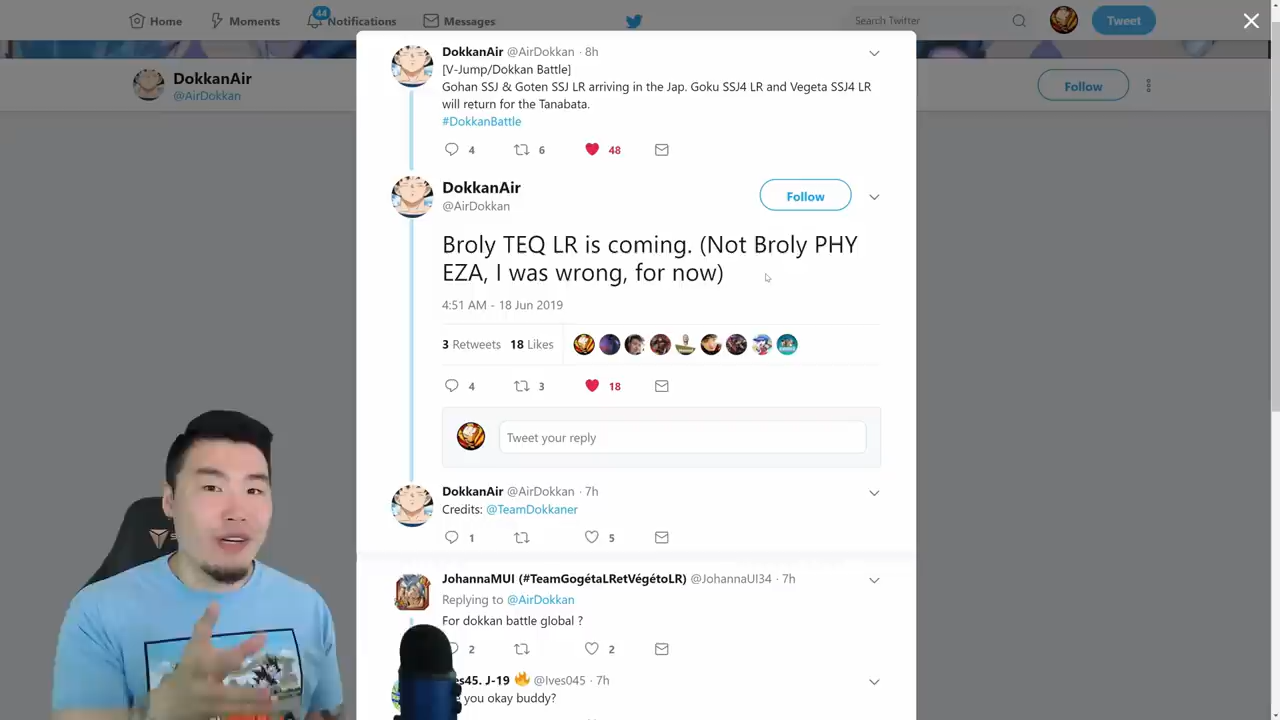 Home
Moments
44
Notifications
Messages
Search Twitter
Tweet
DokkanAir
@AirDokkan
Follow
DokkanAir @AirDokkan · 8h
[V-Jump/Dokkan Battle]
Gohan SSJ & Goten SSJ LR arriving in the Jap. Goku SSJ4 LR and Vegeta SSJ4 LR
will return for the Tanabata.
#DokkanBattle
4 6 48
DokkanAir
@AirDokkan
Follow
Broly TEQ LR is coming. (Not Broly PHY
EZA, I was wrong, for now)
4:51 AM - 18 Jun 2019
3 Retweets 18 Likes
4 3 18
Tweet your reply
DokkanAir @AirDokkan · 7h
Credits: @TeamDokkaner
1 5
JohannaMUI (#TeamGogétaLRetVégétoLR) @JohannaUI34 · 7h
Replying to @AirDokkan
For dokkan battle global ?
2 2
es45. J-19 🔥 @Ives045 · 7h
you okay buddy?